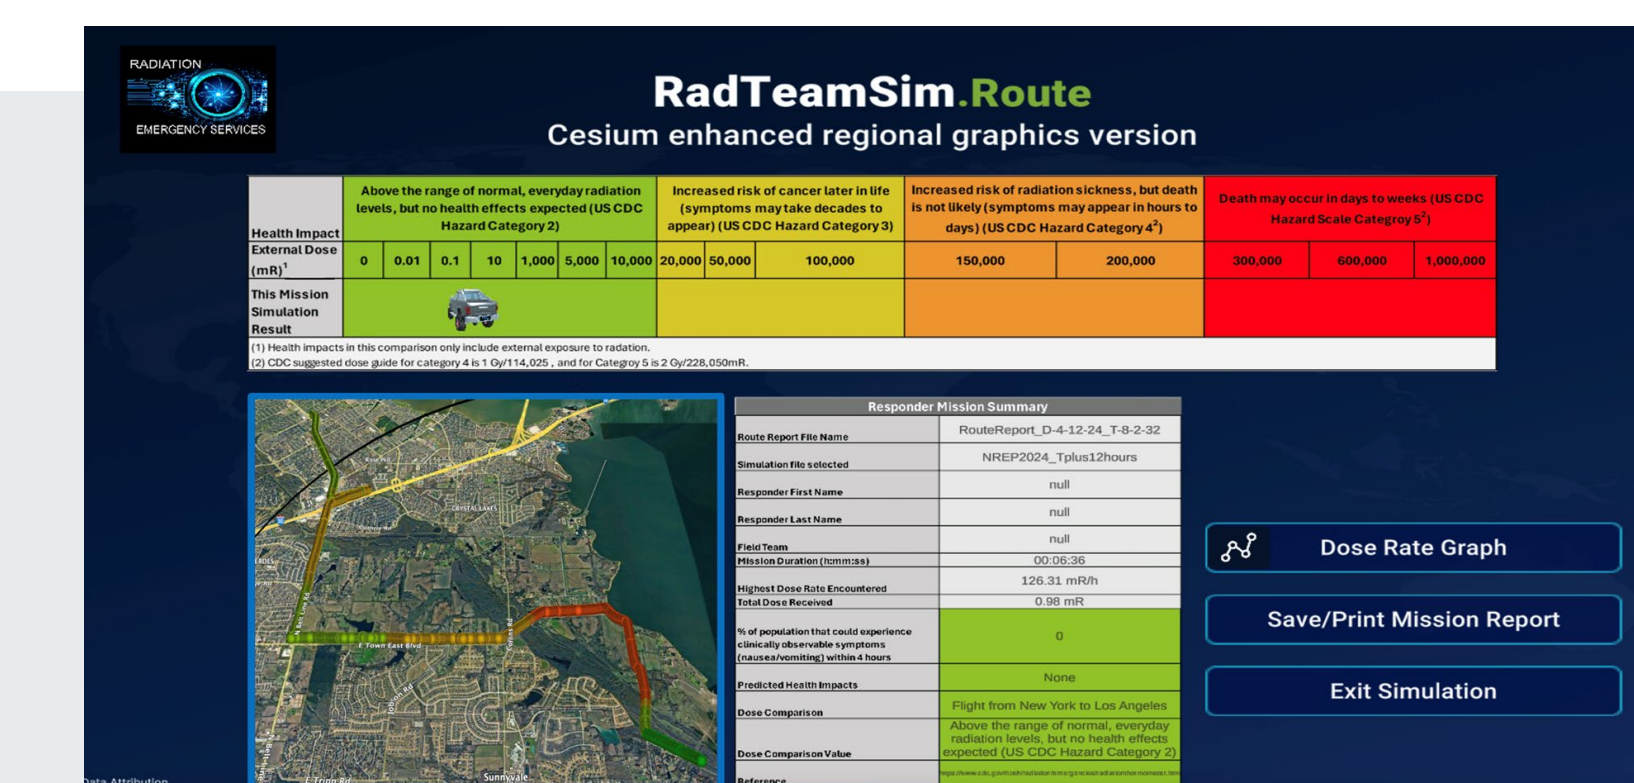 RADIATION
EMERGENCY SERVICES
RadTeamSim.Route
Cesium enhanced regional graphics version
Health Impact
Above the range of normal, everyday radiation
levels, but no health effects expected (US CDC
Hazard Category 2)
Increased risk of cancer later in life
(symptoms may take decades to
appear) (US CDC Hazard Category 3)
Increased risk of radiation sickness, but death
is not likely (symptoms may appear in hours to
days) (US CDC Hazard Category 4²)
Death may occur in days to weeks (US CDC
Hazard Scale Categroy 5²)
External Dose
(mR)¹
0 0.01 0.1 10 1,000 5,000 10,000 20,000 50,000 100,000 150,000 200,000 300,000 600,000 1,000,000
This Mission
Simulation
Result
(1) Health impacts in this comparison only include external exposure to radation.
(2) CDC suggested dose guide for category 4 is 1 Gy/114,025 , and for Categroy 5 is 2 Gy/228,050mR.
Rose Hill
CRYSTAL LAKES
N Belt Line Rd
E Town East Blvd
Collins Rd
Jobson Rd
E Tripp Rd
Sunnyvale
Data Attribution
Responder Mission Summary
Route Report File Name RouteReport_D-4-12-24_T-8-2-32
Simulation file selected NREP2024_Tplus12hours
Responder First Name null
Responder Last Name null
Field Team null
Mission Duration (h:mm:ss) 00:06:36
Highest Dose Rate Encountered 126.31 mR/h
Total Dose Received 0.98 mR
% of population that could experience
clinically observable symptoms
(nausea/vomiting) within 4 hours
0
Predicted Health Impacts None
Dose Comparison Flight from New York to Los Angeles
Dose Comparison Value
Above the range of normal, everyday
radiation levels, but no health effects
expected (US CDC Hazard Category 2)
Reference
Dose Rate Graph
Save/Print Mission Report
Exit Simulation